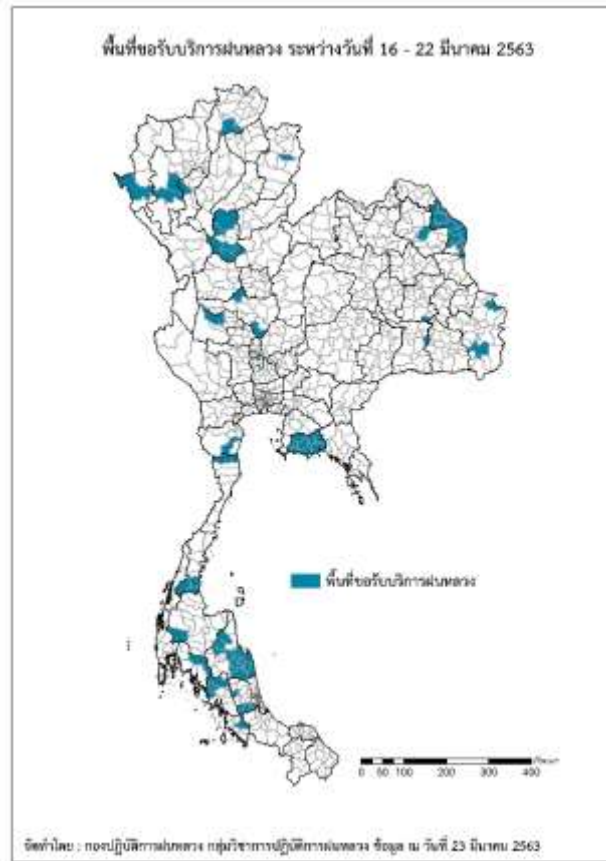 พื้นที่ขอรับบริการฝนหลวง ระหว่างวันที่ 16 - 22 มีนาคม 2563
พื้นที่ขอรับบริการฝนหลวง
0 50 100 200 300 400
จัดทำโดย : กองปฏิบัติการฝนหลวง กลุ่มวิชาการปฏิบัติการฝนหลวง ข้อมูล ณ วันที่ 23 มีนาคม 2563